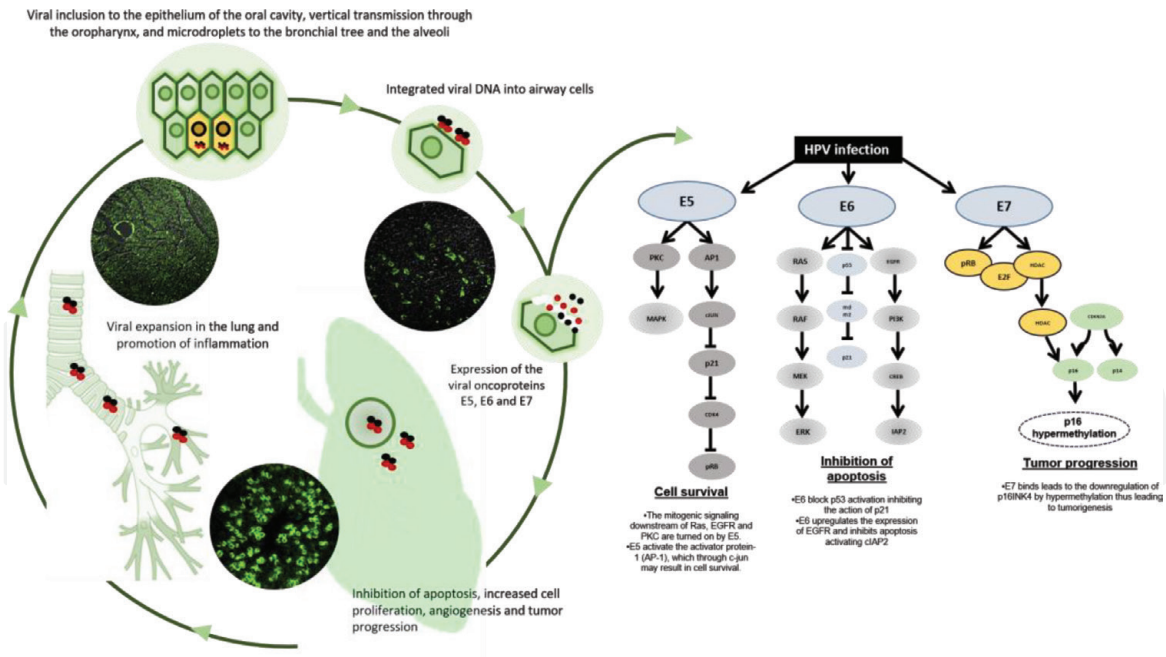 Viral inclusion to the epithelium of the oral cavity, vertical transmission through
the oropharynx, and microdroplets to the bronchial tree and the alveoli
Integrated viral DNA into airway cells
Viral expansion in the lung and
promotion of inflammation
Expression of the
viral oncoproteins
E5, E6 and E7
Inhibition of apoptosis, increased cell
proliferation, angiogenesis and tumor
progression
HPV infection
E5
E6
E7
PKC
AP1
MAPK
cJUN
p21
CDK4
pRB
Cell survival
•The mitogenic signaling
downstream of Ras, EGFR and
PKC are turned on by E5.
•E5 activate the activator protein-
1 (AP-1), which through c-jun
may result in cell survival.
RAS
p53
EGFR
RAF
md
m2
PI3K
p21
MEK
CREB
ERK
IAP2
Inhibition of
apoptosis
•E6 block p53 activation inhibiting
the action of p21
•E6 upregulates the expression
of EGFR and inhibits apoptosis
activating cIAP2
pRB
E2F
HDAC
HDAC
p16
p14
p16
hypermethylation
Tumor progression
•E7 binds leads to the downregulation of
p16INK4 by hypermethylation thus leading
to tumorigenesis